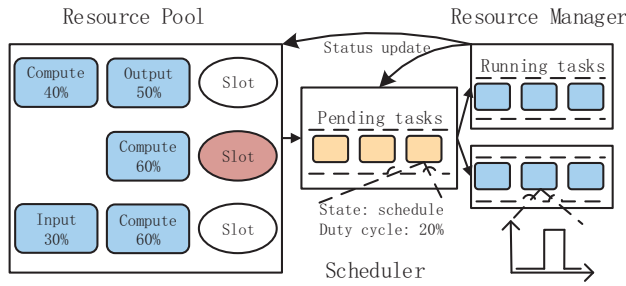 Resource Pool
Resource Manager
Status update
Compute
40%
Output
50%
Slot
Running tasks
Pending tasks
Compute
60%
Slot
State: schedule
Duty cycle: 20%
Input
30%
Compute
60%
Slot
Scheduler